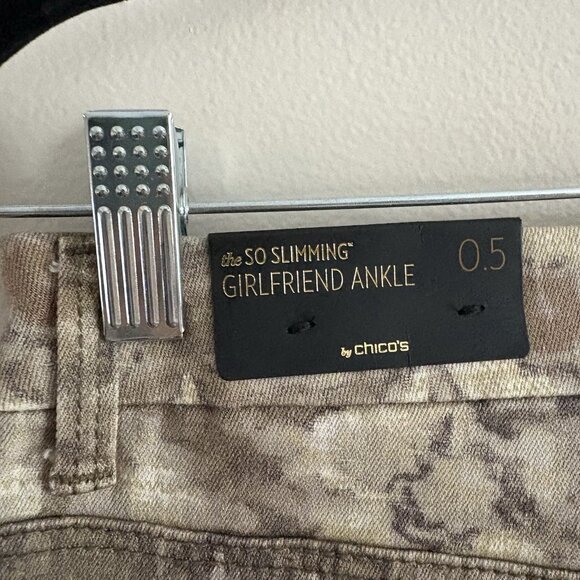 the SO SLIMMING™ 0.5
GIRLFRIEND ANKLE
by chico's